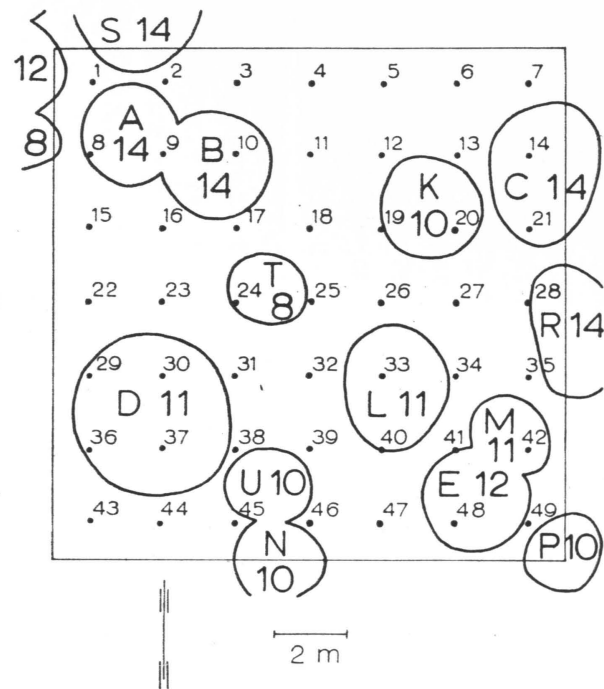 S 14
12
1 2 3 4 5 6 7
A
14
8
8 9 10 11 12 13 14
B
14
K
10
C 14
15 16 17 18 19 20 21
T
8
22 23 24 25 26 27 28
R 14
29 30 31 32 33 34 35
D 11
L 11
M
11
36 37 38 39 40 41 42
U 10
E 12
43 44 45 46 47 48 49
N
10
P 10
2 m